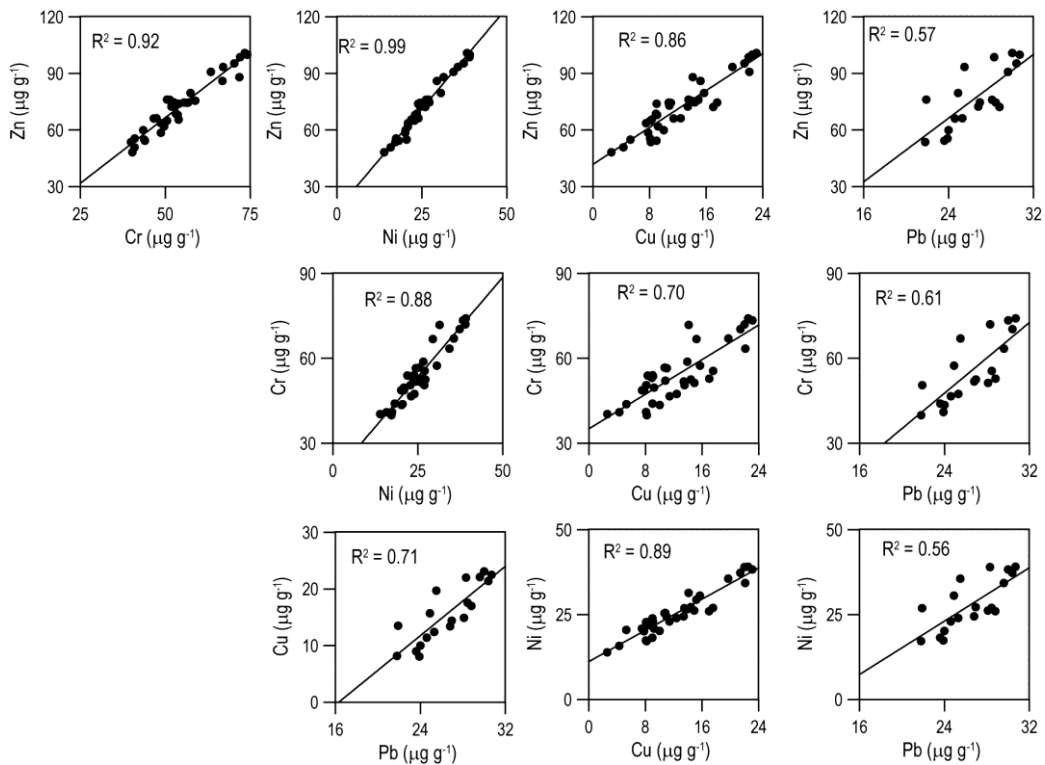 120
90
60
30
Zn (µg g⁻¹)
R² = 0.92
25
50
75
Cr (µg g⁻¹)
120
90
60
30
Zn (µg g⁻¹)
R² = 0.99
0
25
50
Ni (µg g⁻¹)
120
90
60
30
Zn (µg g⁻¹)
R² = 0.86
0
8
16
24
Cu (µg g⁻¹)
120
90
60
30
Zn (µg g⁻¹)
R² = 0.57
16
24
32
Pb (µg g⁻¹)
90
60
30
Cr (µg g⁻¹)
R² = 0.88
0
25
50
Ni (µg g⁻¹)
90
60
30
Cr (µg g⁻¹)
R² = 0.70
0
8
16
24
Cu (µg g⁻¹)
90
60
30
Cr (µg g⁻¹)
R² = 0.61
16
24
32
Pb (µg g⁻¹)
30
20
10
0
Cu (µg g⁻¹)
R² = 0.71
16
24
32
Pb (µg g⁻¹)
50
25
0
Ni (µg g⁻¹)
R² = 0.89
0
8
16
24
Cu (µg g⁻¹)
50
25
0
Ni (µg g⁻¹)
R² = 0.56
16
24
32
Pb (µg g⁻¹)